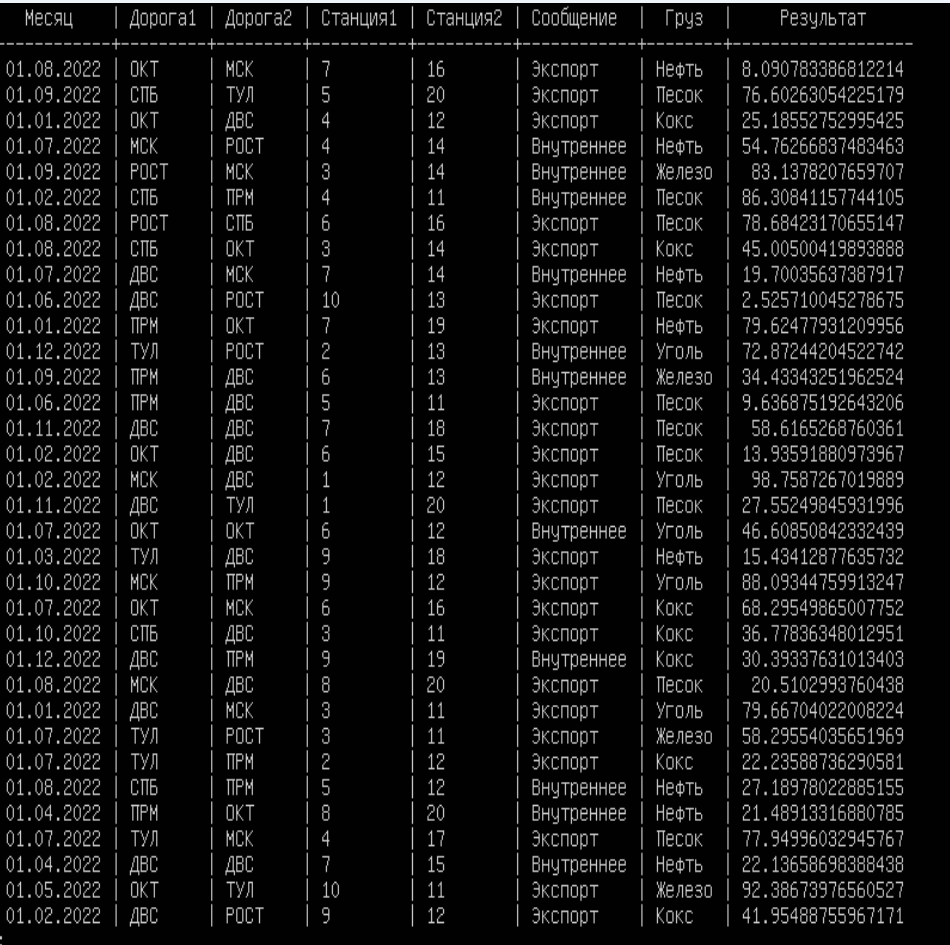 Месяц | Дорога1 | Дорога2 | Станция1 | Станция2 | Сообщение | Груз | Результат
01.08.2022 | ОКТ | МСК | 7 | 16 | Экспорт | Нефть | 8.090783386812214
01.09.2022 | СПБ | ТУЛ | 5 | 20 | Экспорт | Песок | 76.60263054225179
01.01.2022 | ОКТ | ДВС | 4 | 12 | Экспорт | Кокс | 25.18552752995425
01.07.2022 | МСК | РОСТ | 4 | 14 | Внутреннее | Нефть | 54.76266837483463
01.09.2022 | РОСТ | МСК | 3 | 14 | Внутреннее | Железо | 83.1378207659707
01.02.2022 | СПБ | ПРМ | 4 | 11 | Внутреннее | Песок | 86.30841157744105
01.08.2022 | РОСТ | СПБ | 6 | 16 | Экспорт | Песок | 78.68423170655147
01.08.2022 | СПБ | ОКТ | 3 | 14 | Экспорт | Кокс | 45.00500419893888
01.07.2022 | ДВС | МСК | 7 | 14 | Внутреннее | Нефть | 19.70035637387917
01.06.2022 | ДВС | РОСТ | 10 | 13 | Экспорт | Песок | 2.525710045278675
01.01.2022 | ПРМ | ОКТ | 7 | 19 | Экспорт | Нефть | 79.62477931209956
01.12.2022 | ТУЛ | РОСТ | 2 | 13 | Внутреннее | Уголь | 72.87244204522742
01.09.2022 | ПРМ | ДВС | 6 | 13 | Внутреннее | Железо | 34.43343251962524
01.06.2022 | ПРМ | ДВС | 5 | 11 | Экспорт | Песок | 9.636875192643206
01.11.2022 | ДВС | ДВС | 7 | 18 | Экспорт | Песок | 58.6165268760361
01.02.2022 | ОКТ | ДВС | 6 | 15 | Экспорт | Песок | 13.93591880973967
01.02.2022 | МСК | ДВС | 1 | 12 | Экспорт | Уголь | 98.7587267019889
01.11.2022 | ДВС | ТУЛ | 1 | 20 | Экспорт | Песок | 27.55249845931996
01.07.2022 | ОКТ | ОКТ | 6 | 12 | Внутреннее | Уголь | 46.60850842332439
01.03.2022 | ТУЛ | ДВС | 9 | 18 | Экспорт | Нефть | 15.43412877635732
01.10.2022 | МСК | ПРМ | 9 | 12 | Экспорт | Уголь | 88.09344759913247
01.07.2022 | ОКТ | МСК | 6 | 16 | Экспорт | Кокс | 68.29549865007752
01.10.2022 | СПБ | ДВС | 3 | 11 | Экспорт | Кокс | 36.77836348012951
01.12.2022 | ДВС | ПРМ | 9 | 19 | Внутреннее | Кокс | 30.39337631013403
01.08.2022 | МСК | ДВС | 8 | 20 | Экспорт | Песок | 20.5102993760438
01.01.2022 | ДВС | МСК | 3 | 11 | Экспорт | Уголь | 79.66704022008224
01.07.2022 | ТУЛ | РОСТ | 3 | 11 | Экспорт | Железо | 58.29554035651969
01.07.2022 | ТУЛ | ПРМ | 2 | 12 | Экспорт | Кокс | 22.23588736290581
01.08.2022 | СПБ | ПРМ | 5 | 12 | Внутреннее | Нефть | 27.18978022885155
01.04.2022 | ПРМ | ОКТ | 8 | 20 | Внутреннее | Нефть | 21.48913316880785
01.07.2022 | ТУЛ | МСК | 4 | 17 | Экспорт | Песок | 77.94996032945767
01.04.2022 | ДВС | ДВС | 7 | 15 | Внутреннее | Нефть | 22.13658698388438
01.05.2022 | ОКТ | ТУЛ | 10 | 11 | Экспорт | Железо | 92.38673976560527
01.02.2022 | ДВС | РОСТ | 9 | 12 | Экспорт | Кокс | 41.95488755967171